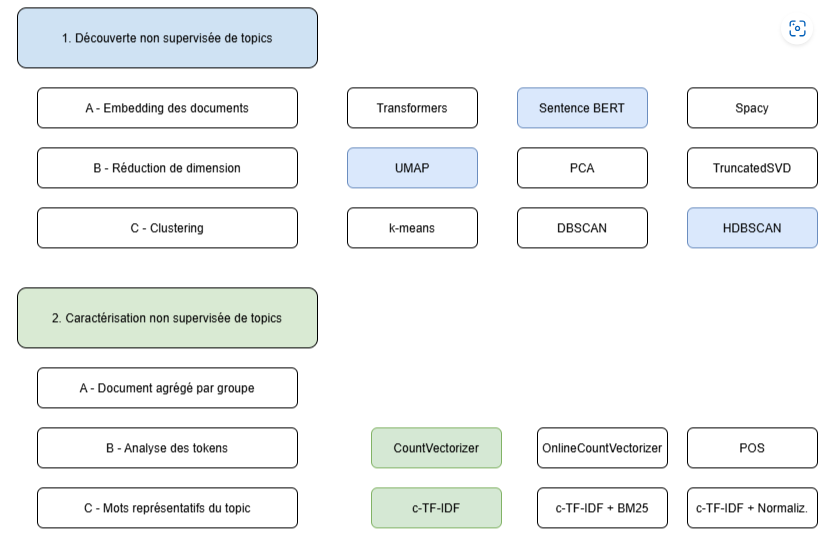 1. Découverte non supervisée de topics
A - Embedding des documents
Transformers
Sentence BERT
Spacy
B - Réduction de dimension
UMAP
PCA
TruncatedSVD
C - Clustering
k-means
DBSCAN
HDBSCAN
2. Caractérisation non supervisée de topics
A - Document agrégé par groupe
B - Analyse des tokens
CountVectorizer
OnlineCountVectorizer
POS
C - Mots représentatifs du topic
c-TF-IDF
c-TF-IDF + BM25
c-TF-IDF + Normaliz.